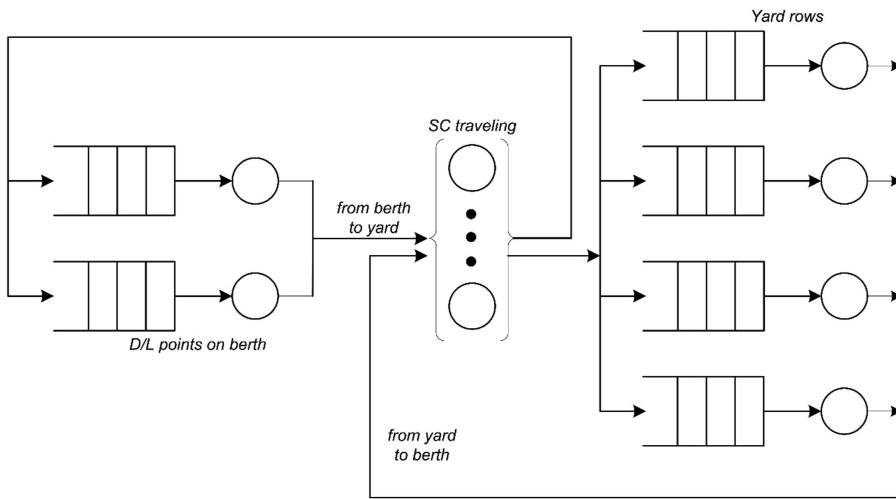 Yard rows
SC traveling
from berth
to yard
D/L points on berth
from yard
to berth